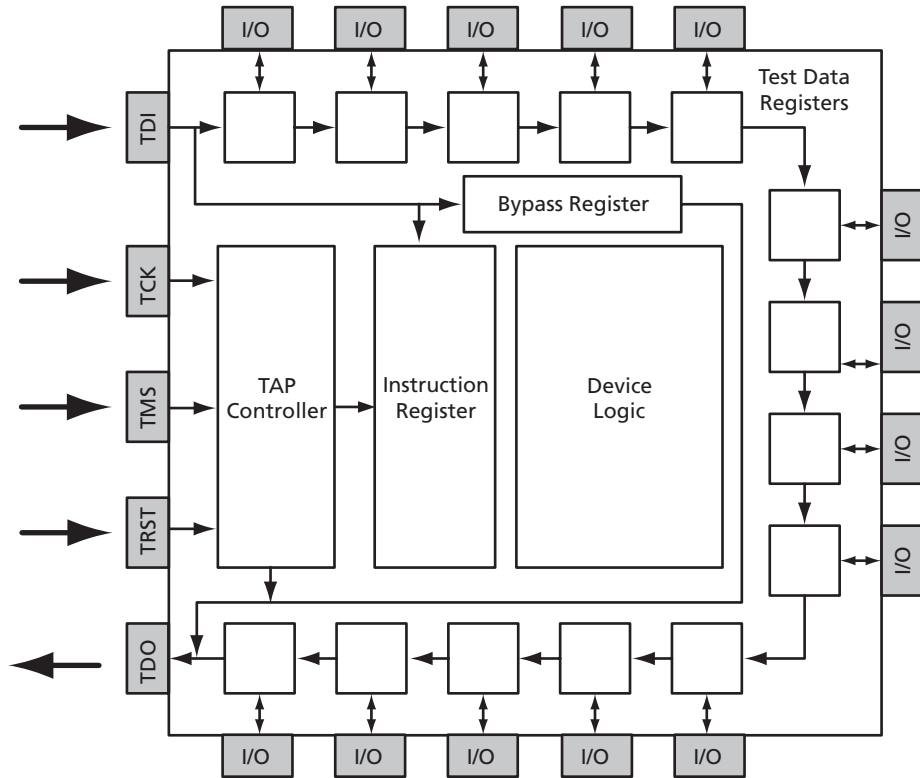 I/O
I/O
I/O
I/O
I/O
Test Data
Registers
TDI
Bypass Register
I/O
TCK
I/O
TAP
Controller
Instruction
Register
Device
Logic
TMS
I/O
TRST
I/O
TDO
I/O
I/O
I/O
I/O
I/O